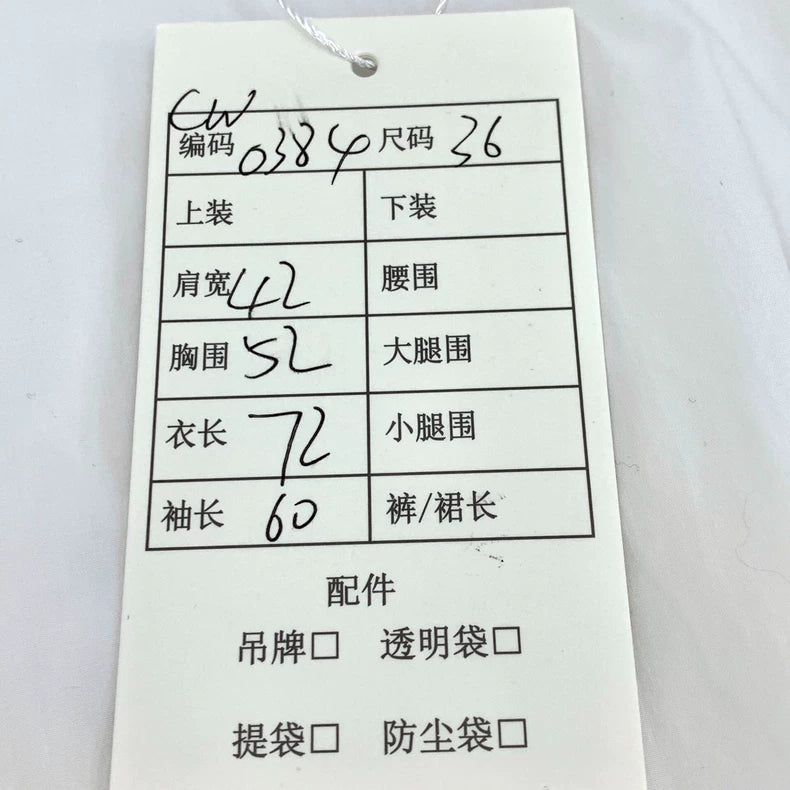 CW
编码 0384 尺码 36
上装 下装
肩宽 42 腰围
胸围 52 大腿围
衣长 72 小腿围
袖长 60 裤/裙长
配件
吊牌□ 透明袋□
提袋□ 防尘袋□